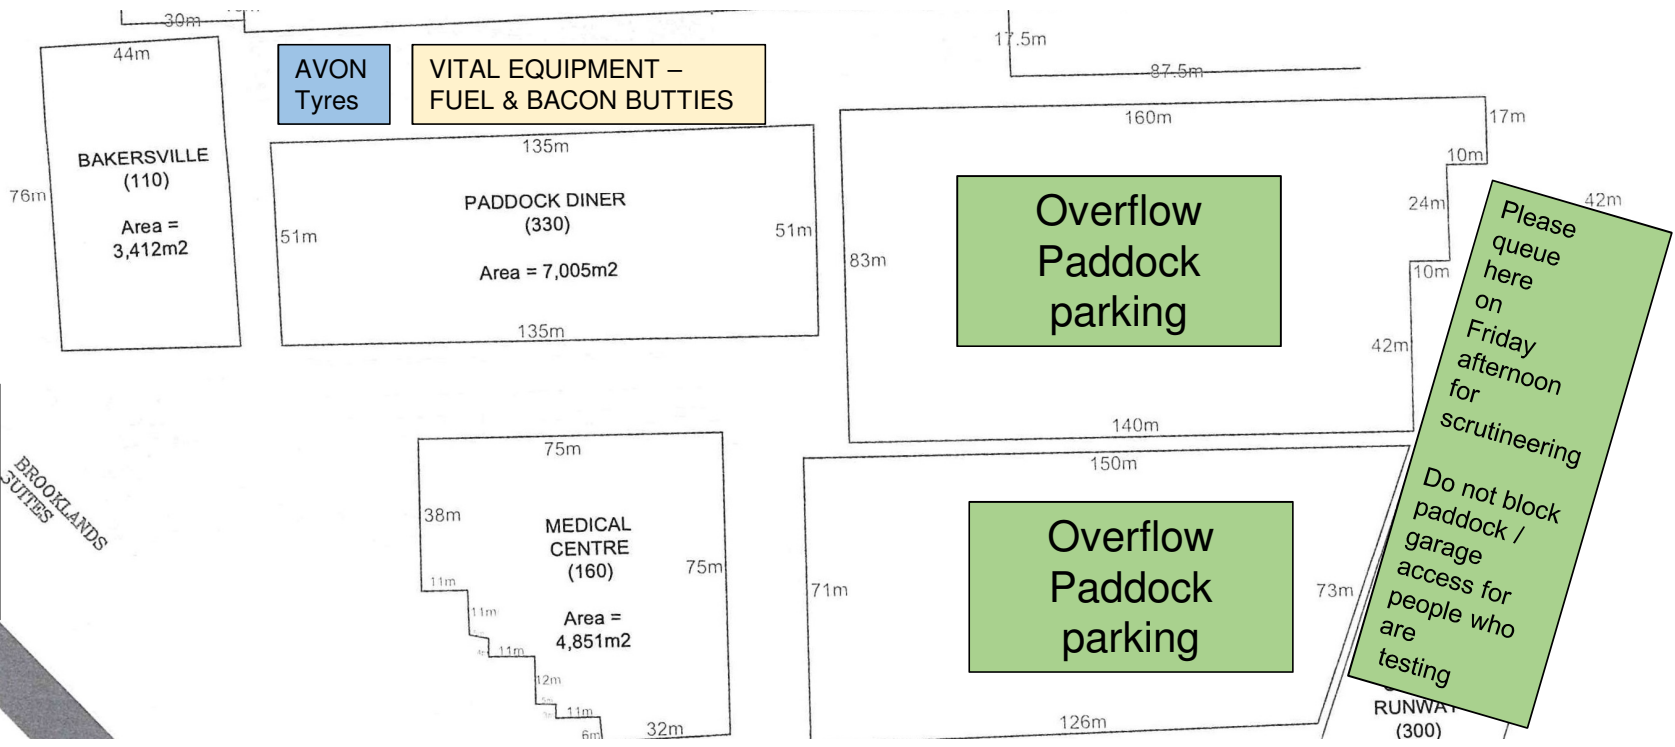 30m
44m
76m
BAKERSVILLE
(110)
Area =
3,412m2
AVON
Tyres
VITAL EQUIPMENT –
FUEL & BACON BUTTIES
135m
51m
PADDOCK DINER
(330)
Area = 7,005m2
51m
135m
17.5m
87.5m
160m
17m
10m
24m
10m
42m
83m
140m
Overflow
Paddock
parking
42m
Please
queue
here
on
Friday
afternoon
for
scrutineering
Do not block
paddock /
garage
access for
people who
are
testing
BROOKLANDS
75m
38m
11m
11m
11m
12m
11m
6m
32m
75m
MEDICAL
CENTRE
(160)
Area =
4,851m2
150m
71m
73m
126m
Overflow
Paddock
parking
(300)